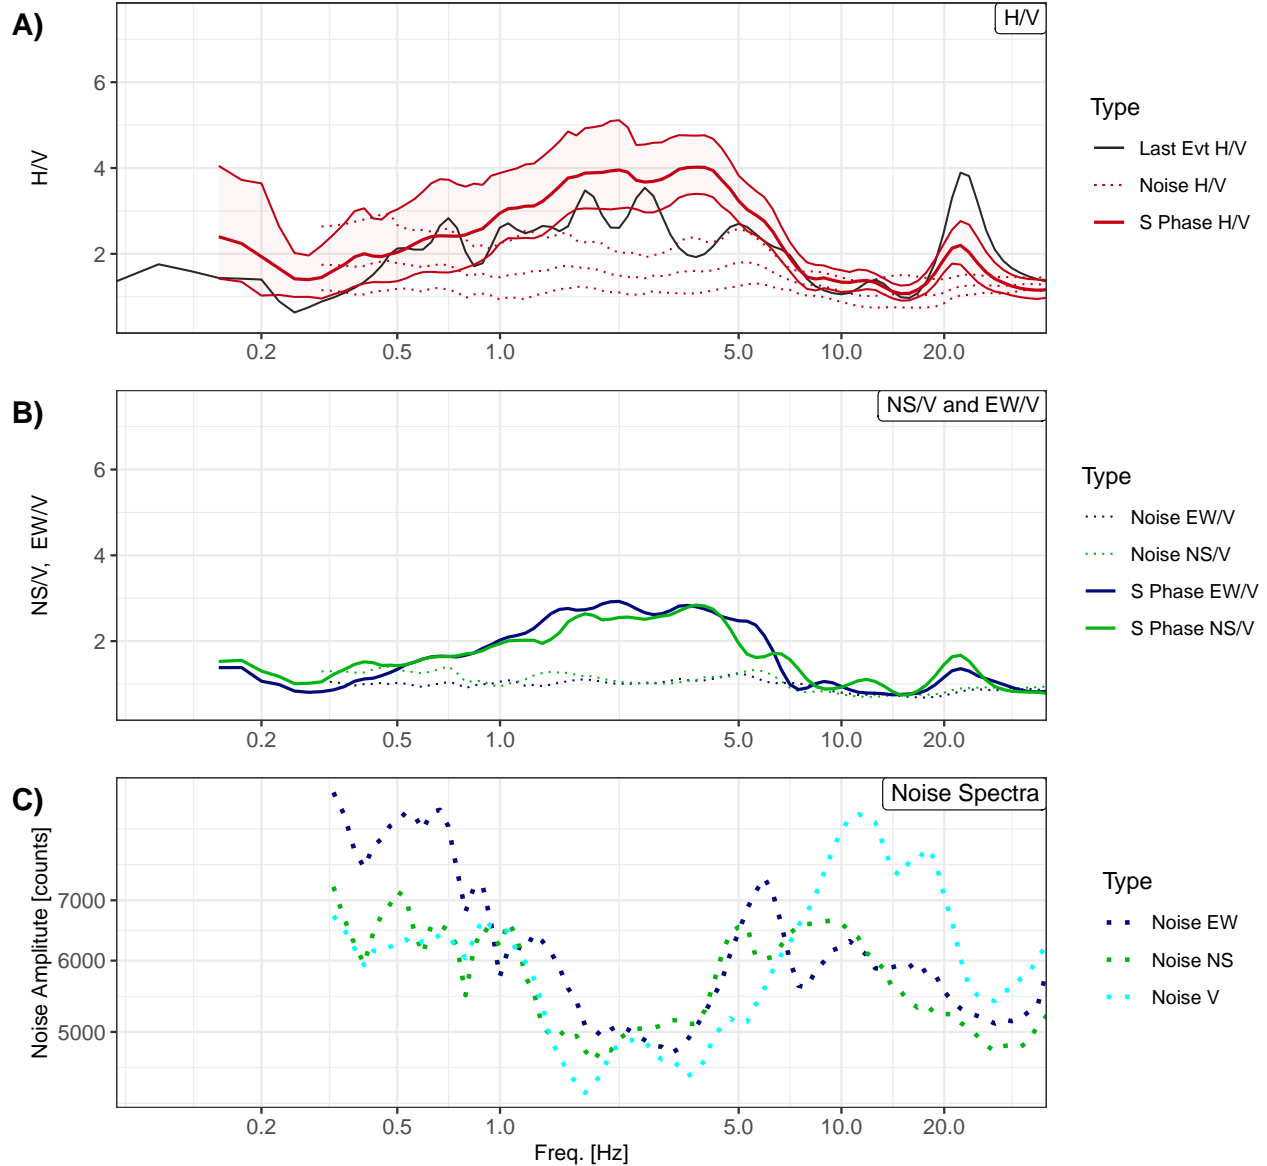 A)
H/V
H/V
6
4
2
0.2 0.5 1.0 5.0 10.0 20.0
Type
Last Evt H/V
Noise H/V
S Phase H/V
B)
NS/V and EW/V
NS/V,  EW/V
6
4
2
0.2 0.5 1.0 5.0 10.0 20.0
Type
Noise EW/V
Noise NS/V
S Phase EW/V
S Phase NS/V
C)
Noise Spectra
Noise Amplitude [counts]
7000
6000
5000
0.2 0.5 1.0 5.0 10.0 20.0
Freq. [Hz]
Type
Noise EW
Noise NS
Noise V